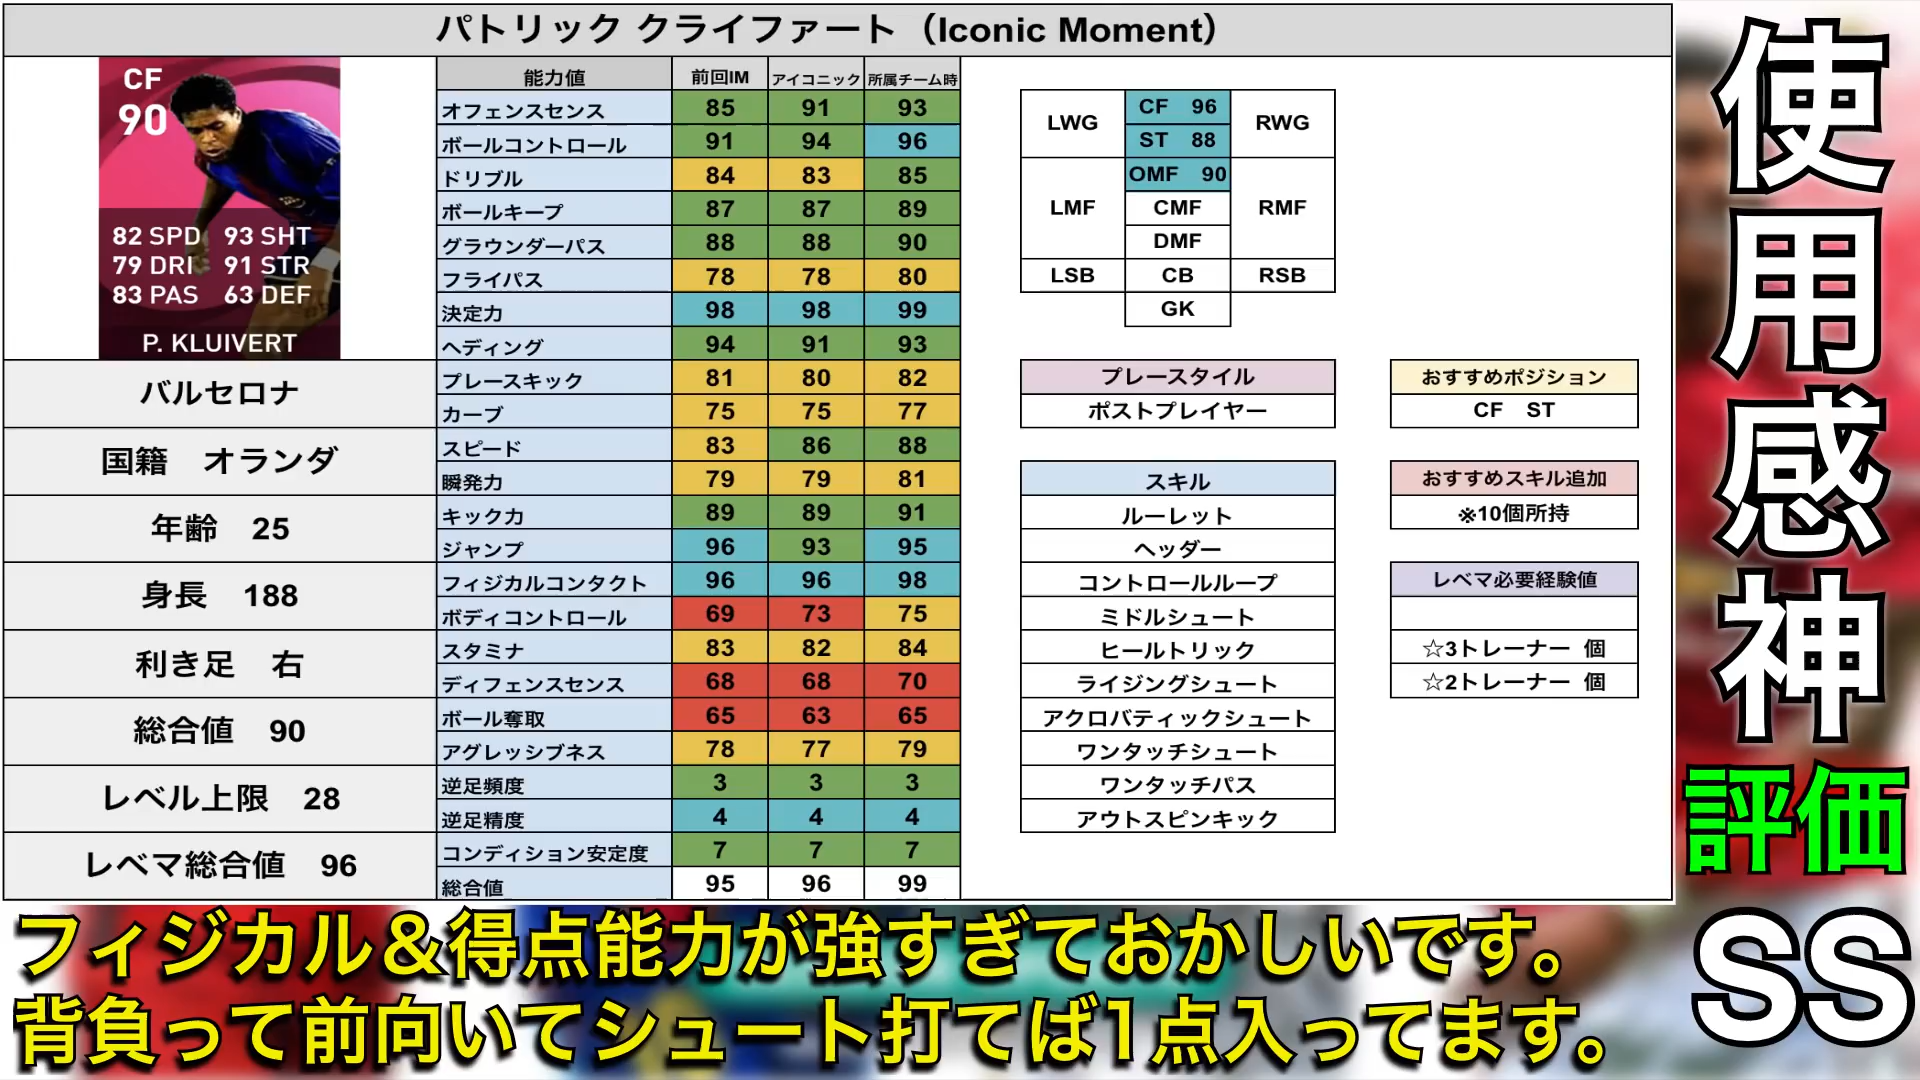 パトリック クライファート（Iconic Moment）
CF
90
82 SPD 93 SHT
79 DRI 91 STR
83 PAS 63 DEF
P. KLUIVERT
バルセロナ
国籍 オランダ
年齢 25
身長 188
利き足 右
総合値 90
レベル上限 28
レベマ総合値 96
能力値 前回IM アイコニック 所属チーム時
オフェンスセンス 85 91 93
ボールコントロール 91 94 96
ドリブル 84 83 85
ボールキープ 87 87 89
グラウンダーパス 88 88 90
フライパス 78 78 80
決定力 98 98 99
ヘディング 94 91 93
プレースキック 81 80 82
カーブ 75 75 77
スピード 83 86 88
瞬発力 79 79 81
キック力 89 89 91
ジャンプ 96 93 95
フィジカルコンタクト 96 96 98
ボディコントロール 69 73 75
スタミナ 83 82 84
ディフェンスセンス 68 68 70
ボール奪取 65 63 65
アグレッシブネス 78 77 79
逆足頻度 3 3 3
逆足精度 4 4 4
コンディション安定度 7 7 7
総合値 95 96 99
CF 96
LWG ST 88 RWG
OMF 90
LMF CMF RMF
DMF
LSB CB RSB
GK
プレースタイル
ポストプレイヤー
スキル
ルーレット
ヘッダー
コントロールループ
ミドルシュート
ヒールトリック
ライジングシュート
アクロバティックシュート
ワンタッチシュート
ワンタッチパス
アウトスピンキック
おすすめポジション
CF ST
おすすめスキル追加
※10個所持
レベマ必要経験値
☆3トレーナー 個
☆2トレーナー 個
使用感神
評価
SS
フィジカル＆得点能力が強すぎておかしいです。
背負って前向いてシュート打てば1点入ってます。